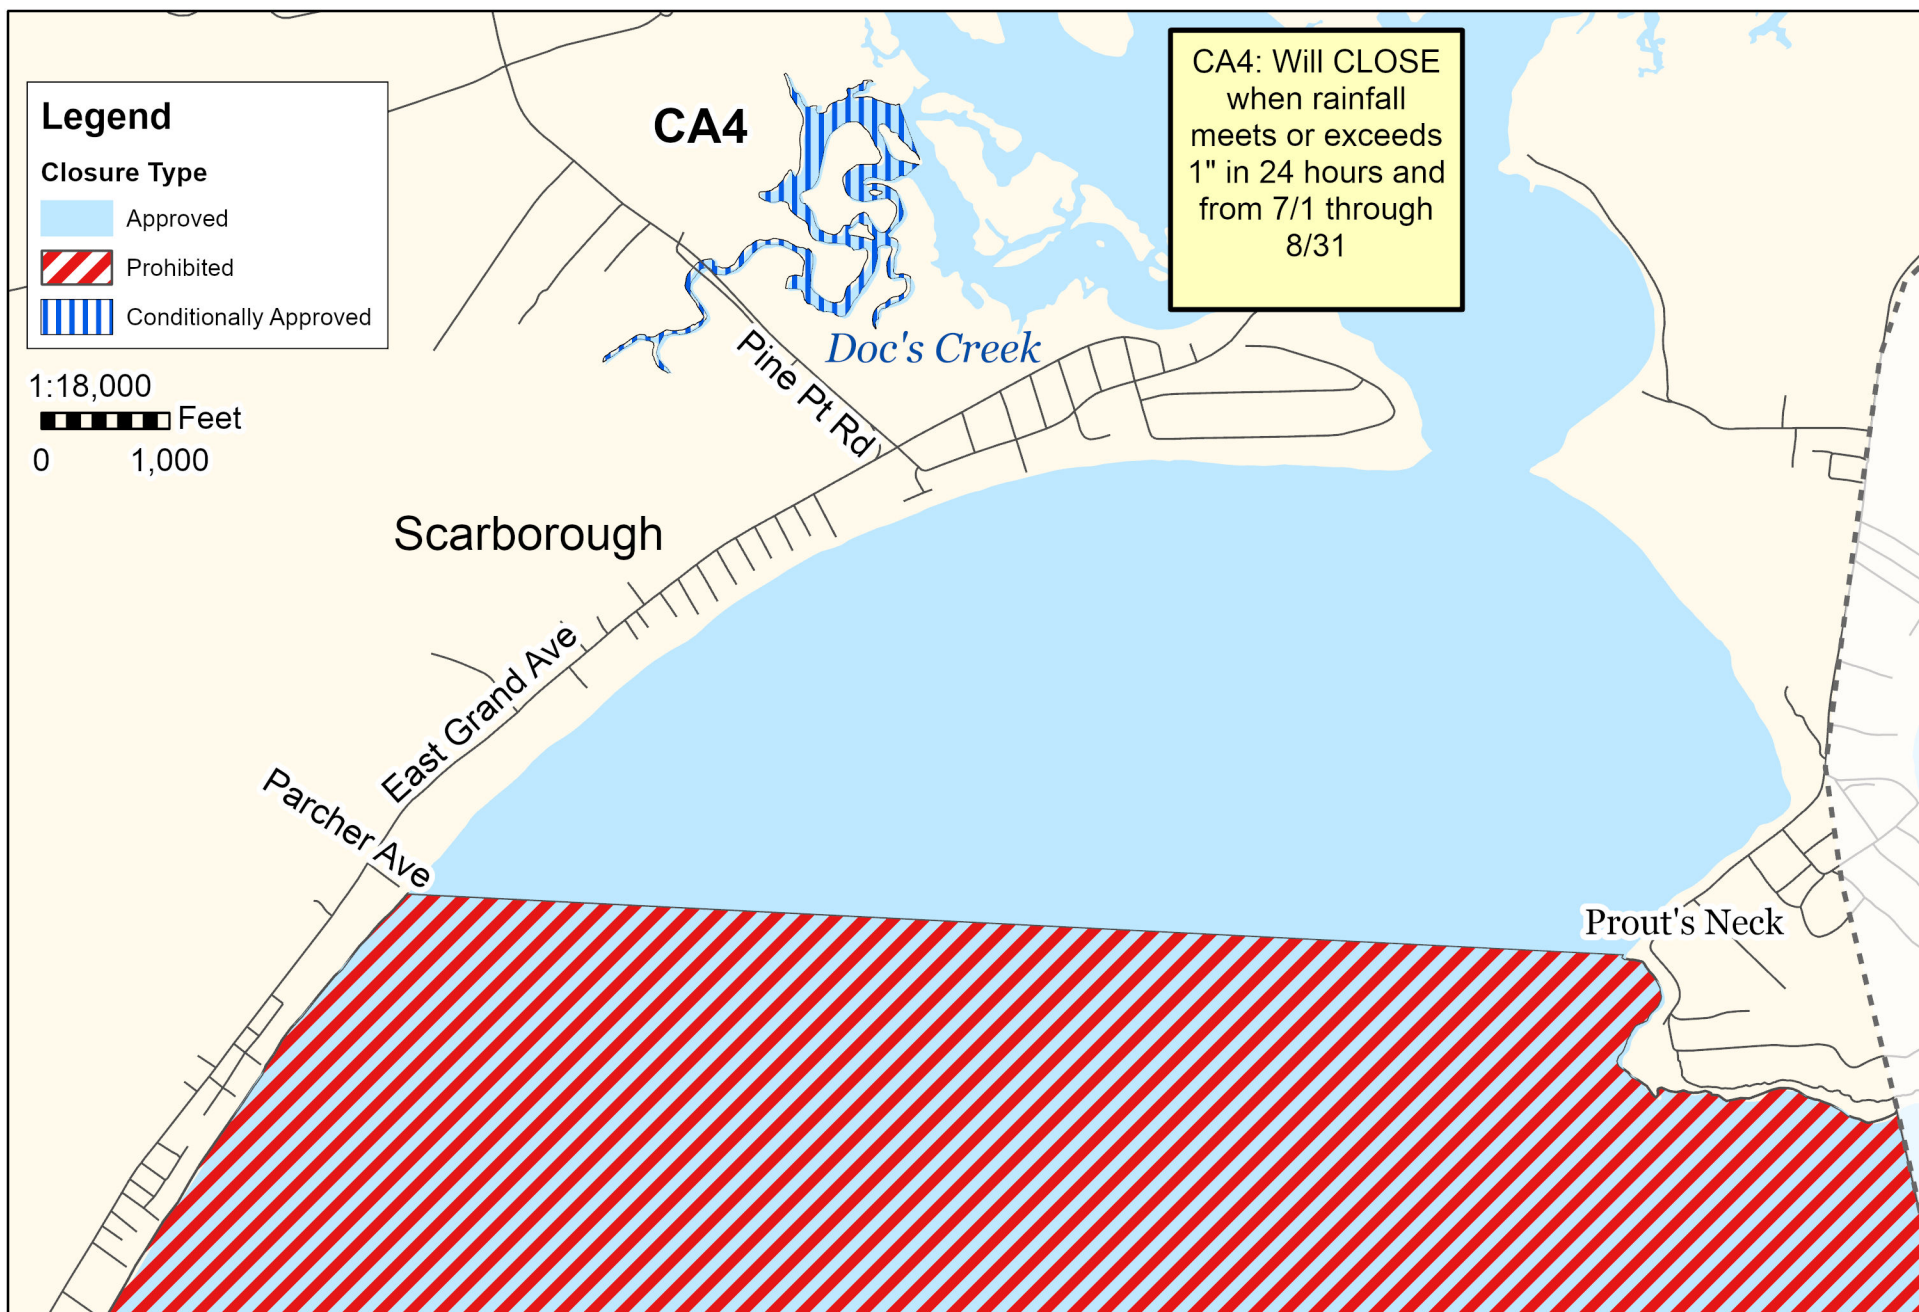 Legend
Closure Type
Approved
Prohibited
Conditionally Approved
1:18,000
Feet
0 1,000
CA4
CA4: Will CLOSE
when rainfall
meets or exceeds
1" in 24 hours and
from 7/1 through
8/31
Doc's Creek
Pine Pt Rd
Scarborough
East Grand Ave
Parcher Ave
Prout's Neck